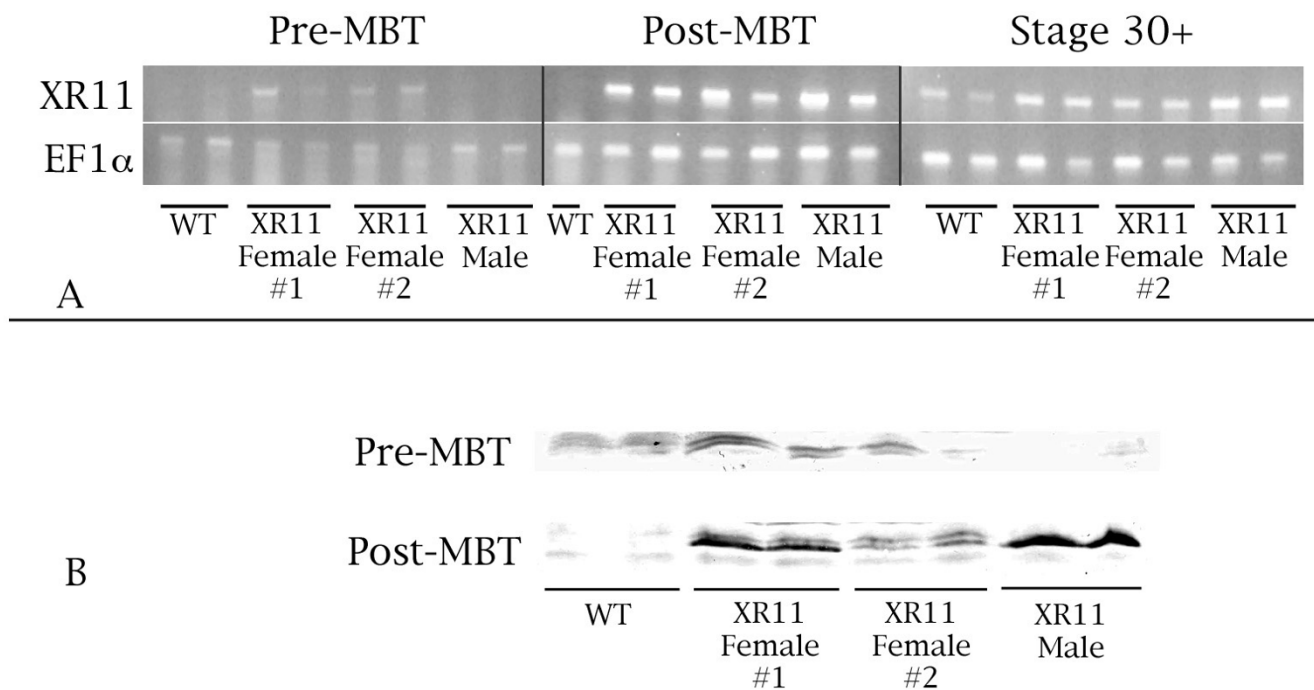 Pre-MBT Post-MBT Stage 30+
XR11
EF1α
WT XR11 Female #1 XR11 Female #2 XR11 Male WT XR11 Female #1 XR11 Female #2 XR11 Male WT XR11 Female #1 XR11 Female #2 XR11 Male
A
Pre-MBT
Post-MBT
B
WT XR11 Female #1 XR11 Female #2 XR11 Male